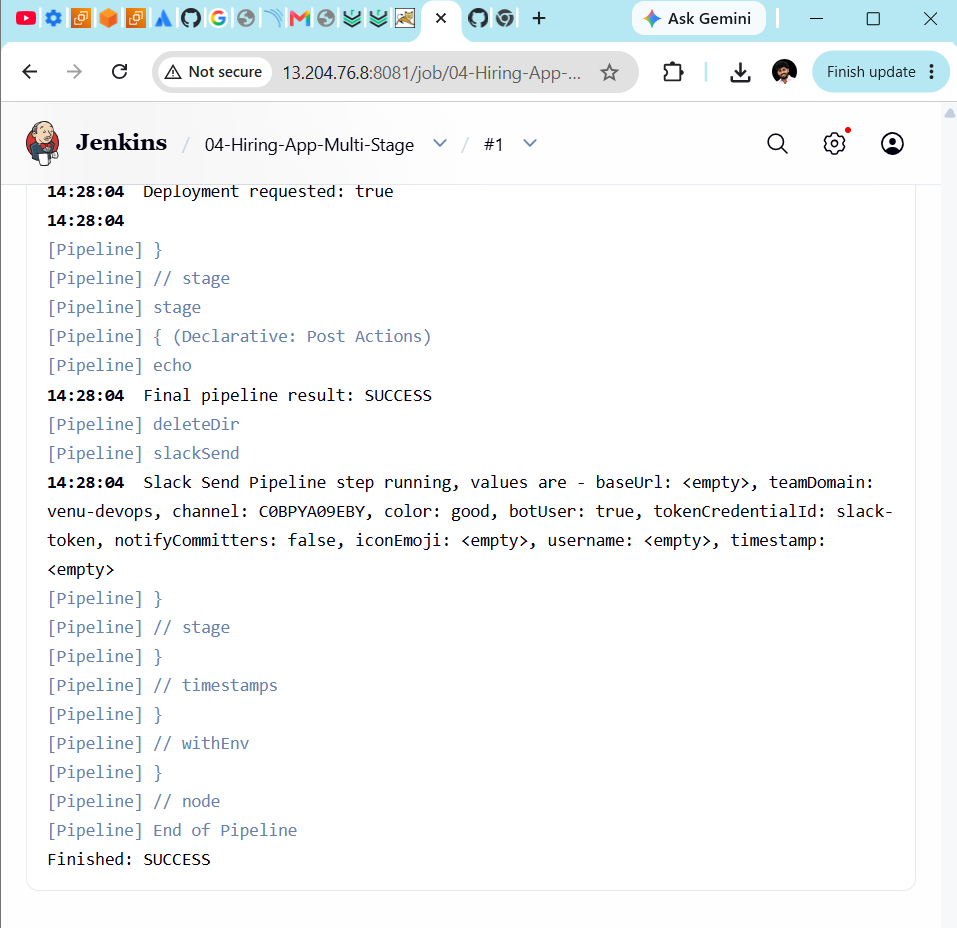 Ask Gemini
Not secure
13.204.76.8:8081/job/04-Hiring-App-...
Finish update
Jenkins / 04-Hiring-App-Multi-Stage / #1
14:28:04 Deployment requested: true
14:28:04
[Pipeline] }
[Pipeline] // stage
[Pipeline] stage
[Pipeline] { (Declarative: Post Actions)
[Pipeline] echo
14:28:04 Final pipeline result: SUCCESS
[Pipeline] deleteDir
[Pipeline] slackSend
14:28:04 Slack Send Pipeline step running, values are - baseUrl: <empty>, teamDomain:
venu-devops, channel: C0BPYA09EBY, color: good, botUser: true, tokenCredentialId: slack-
token, notifyCommitters: false, iconEmoji: <empty>, username: <empty>, timestamp:
<empty>
[Pipeline] }
[Pipeline] // stage
[Pipeline] }
[Pipeline] // timestamps
[Pipeline] }
[Pipeline] // withEnv
[Pipeline] }
[Pipeline] // node
[Pipeline] End of Pipeline
Finished: SUCCESS